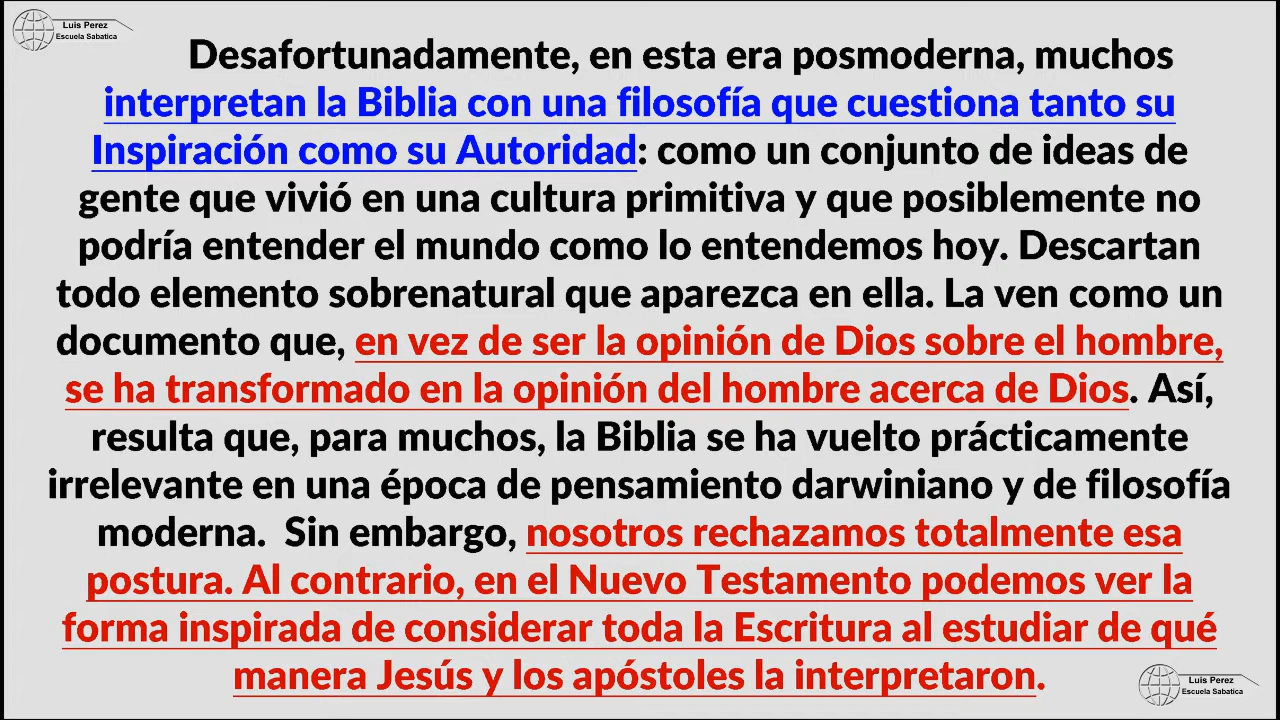 Luis Perez
Escuela Sabatica
Desafortunadamente, en esta era posmoderna, muchos
interpretan la Biblia con una filosofía que cuestiona tanto su
Inspiración como su Autoridad: como un conjunto de ideas de
gente que vivió en una cultura primitiva y que posiblemente no
podría entender el mundo como lo entendemos hoy. Descartan
todo elemento sobrenatural que aparezca en ella. La ven como un
documento que, en vez de ser la opinión de Dios sobre el hombre,
se ha transformado en la opinión del hombre acerca de Dios. Así,
resulta que, para muchos, la Biblia se ha vuelto prácticamente
irrelevante en una época de pensamiento darwiniano y de filosofía
moderna.  Sin embargo, nosotros rechazamos totalmente esa
postura. Al contrario, en el Nuevo Testamento podemos ver la
forma inspirada de considerar toda la Escritura al estudiar de qué
manera Jesús y los apóstoles la interpretaron.
Luis Perez
Escuela Sabatica